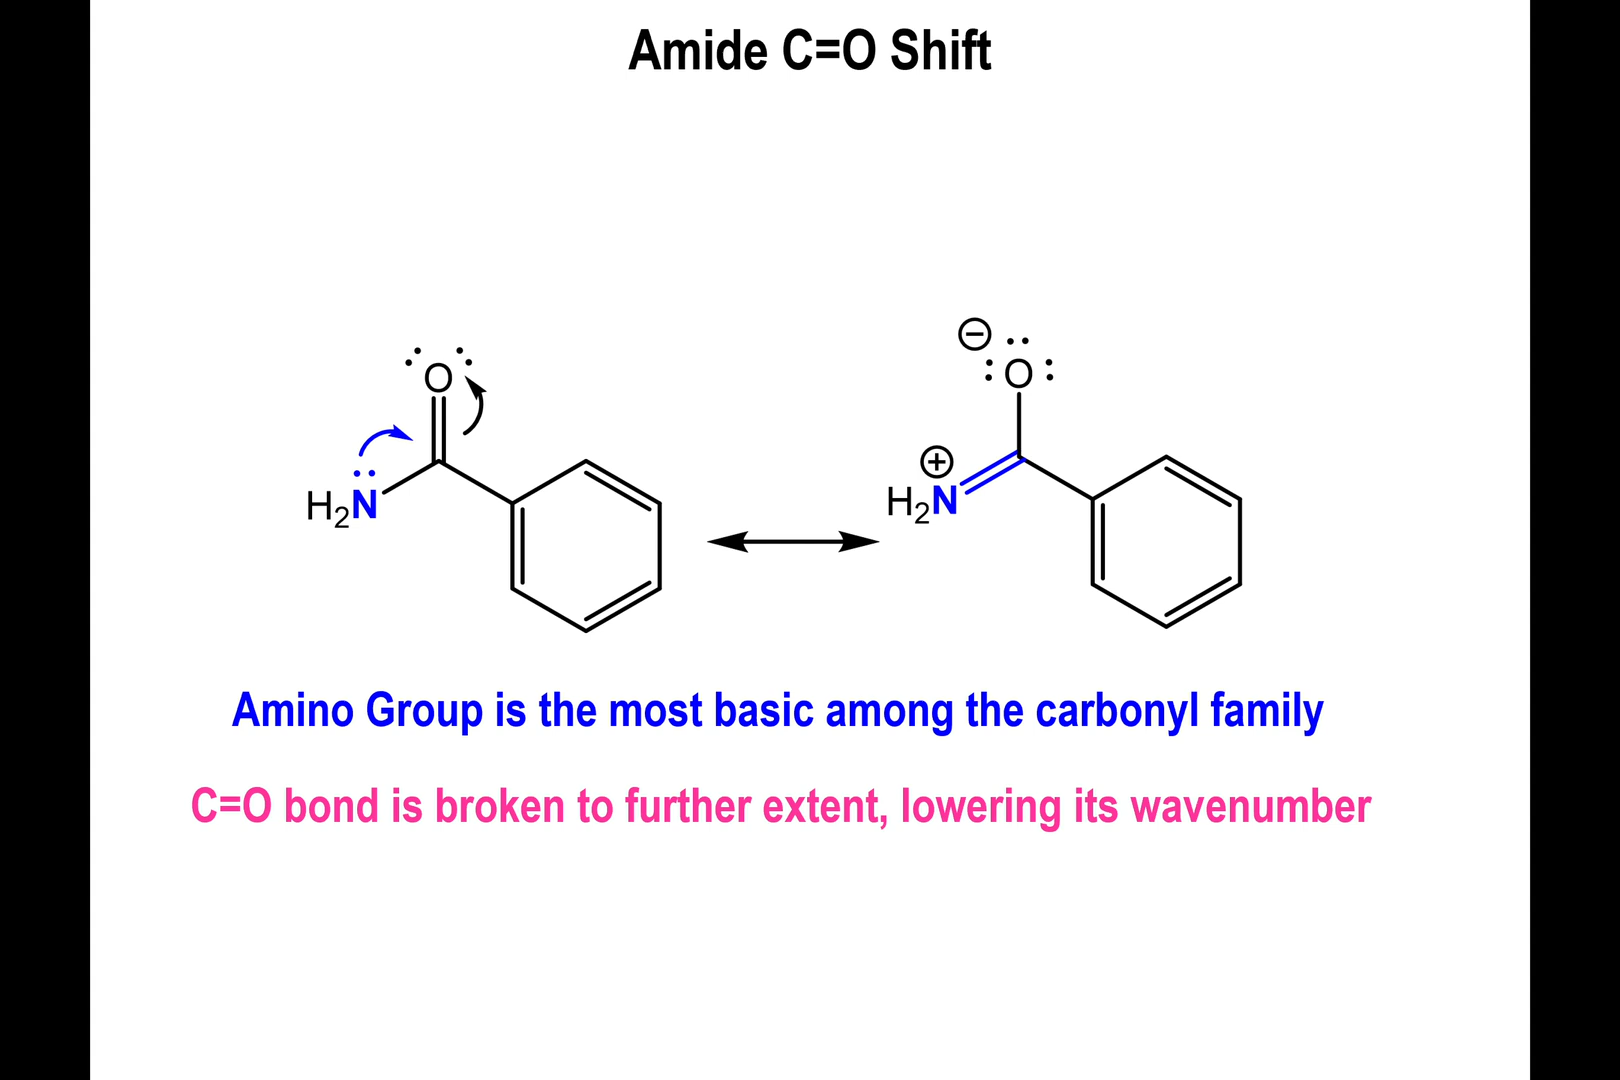 Amide C=O Shift
O
H2N
O
H2N
Amino Group is the most basic among the carbonyl family
C=O bond is broken to further extent, lowering its wavenumber